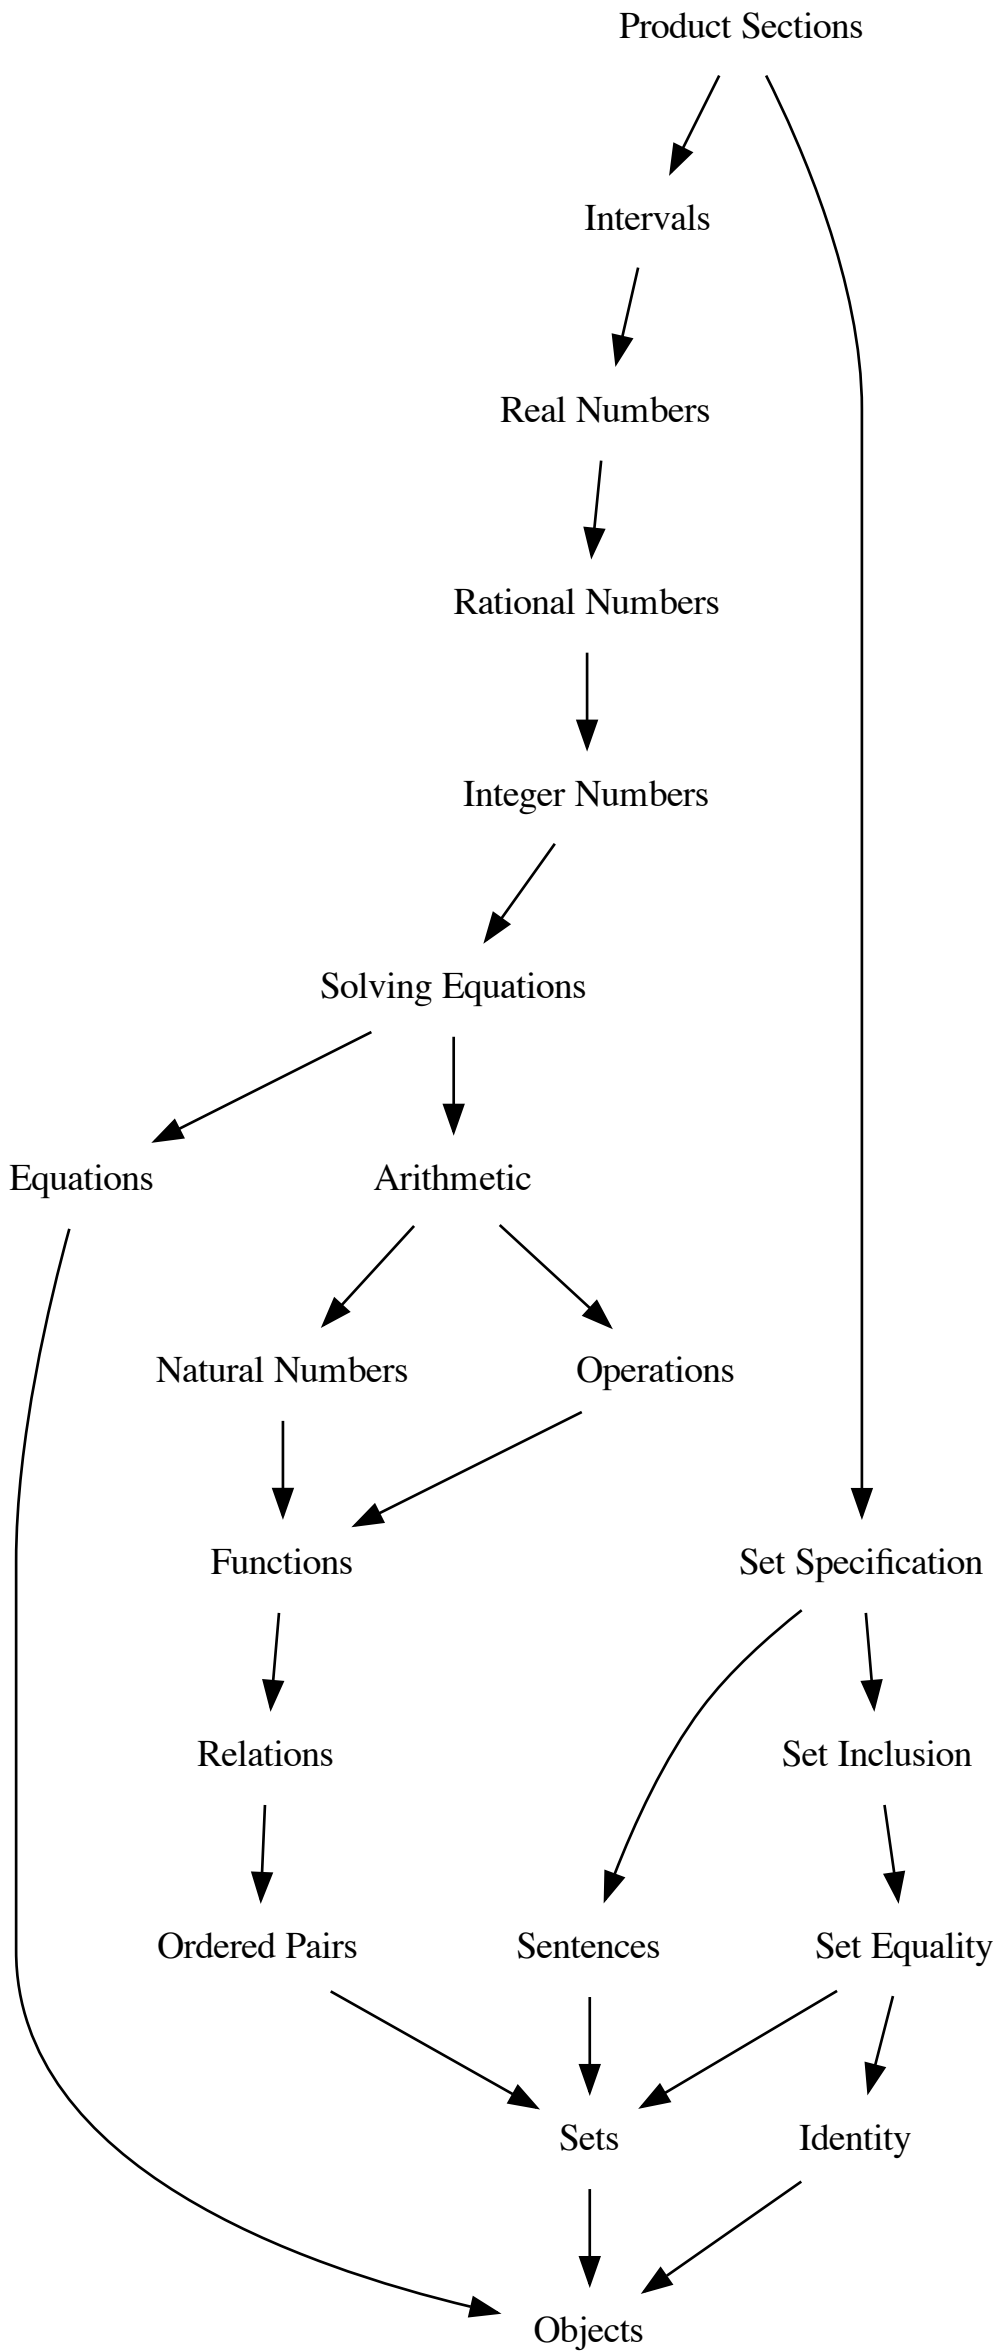 Product Sections
Intervals
Real Numbers
Rational Numbers
Integer Numbers
Solving Equations
Equations
Arithmetic
Natural Numbers
Operations
Functions
Set Specification
Relations
Set Inclusion
Ordered Pairs
Sentences
Set Equality
Sets
Identity
Objects